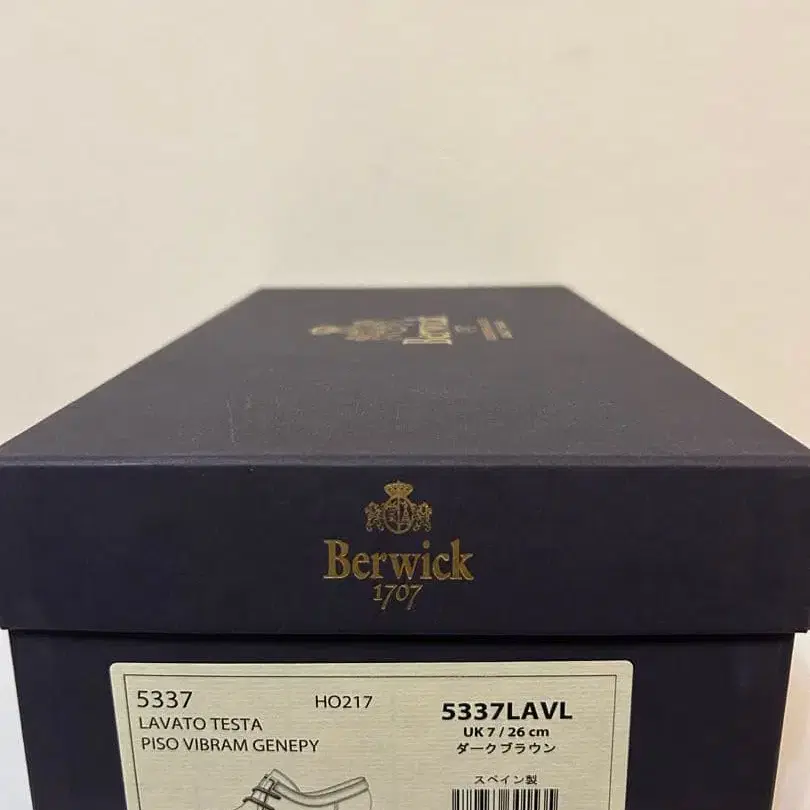 Berwick
Berwick
1707
5337
HO217
LAVATO TESTA
PISO VIBRAM GENEPY
5337LAVL
UK 7 / 26 cm
ダークブラウン
スペイン製